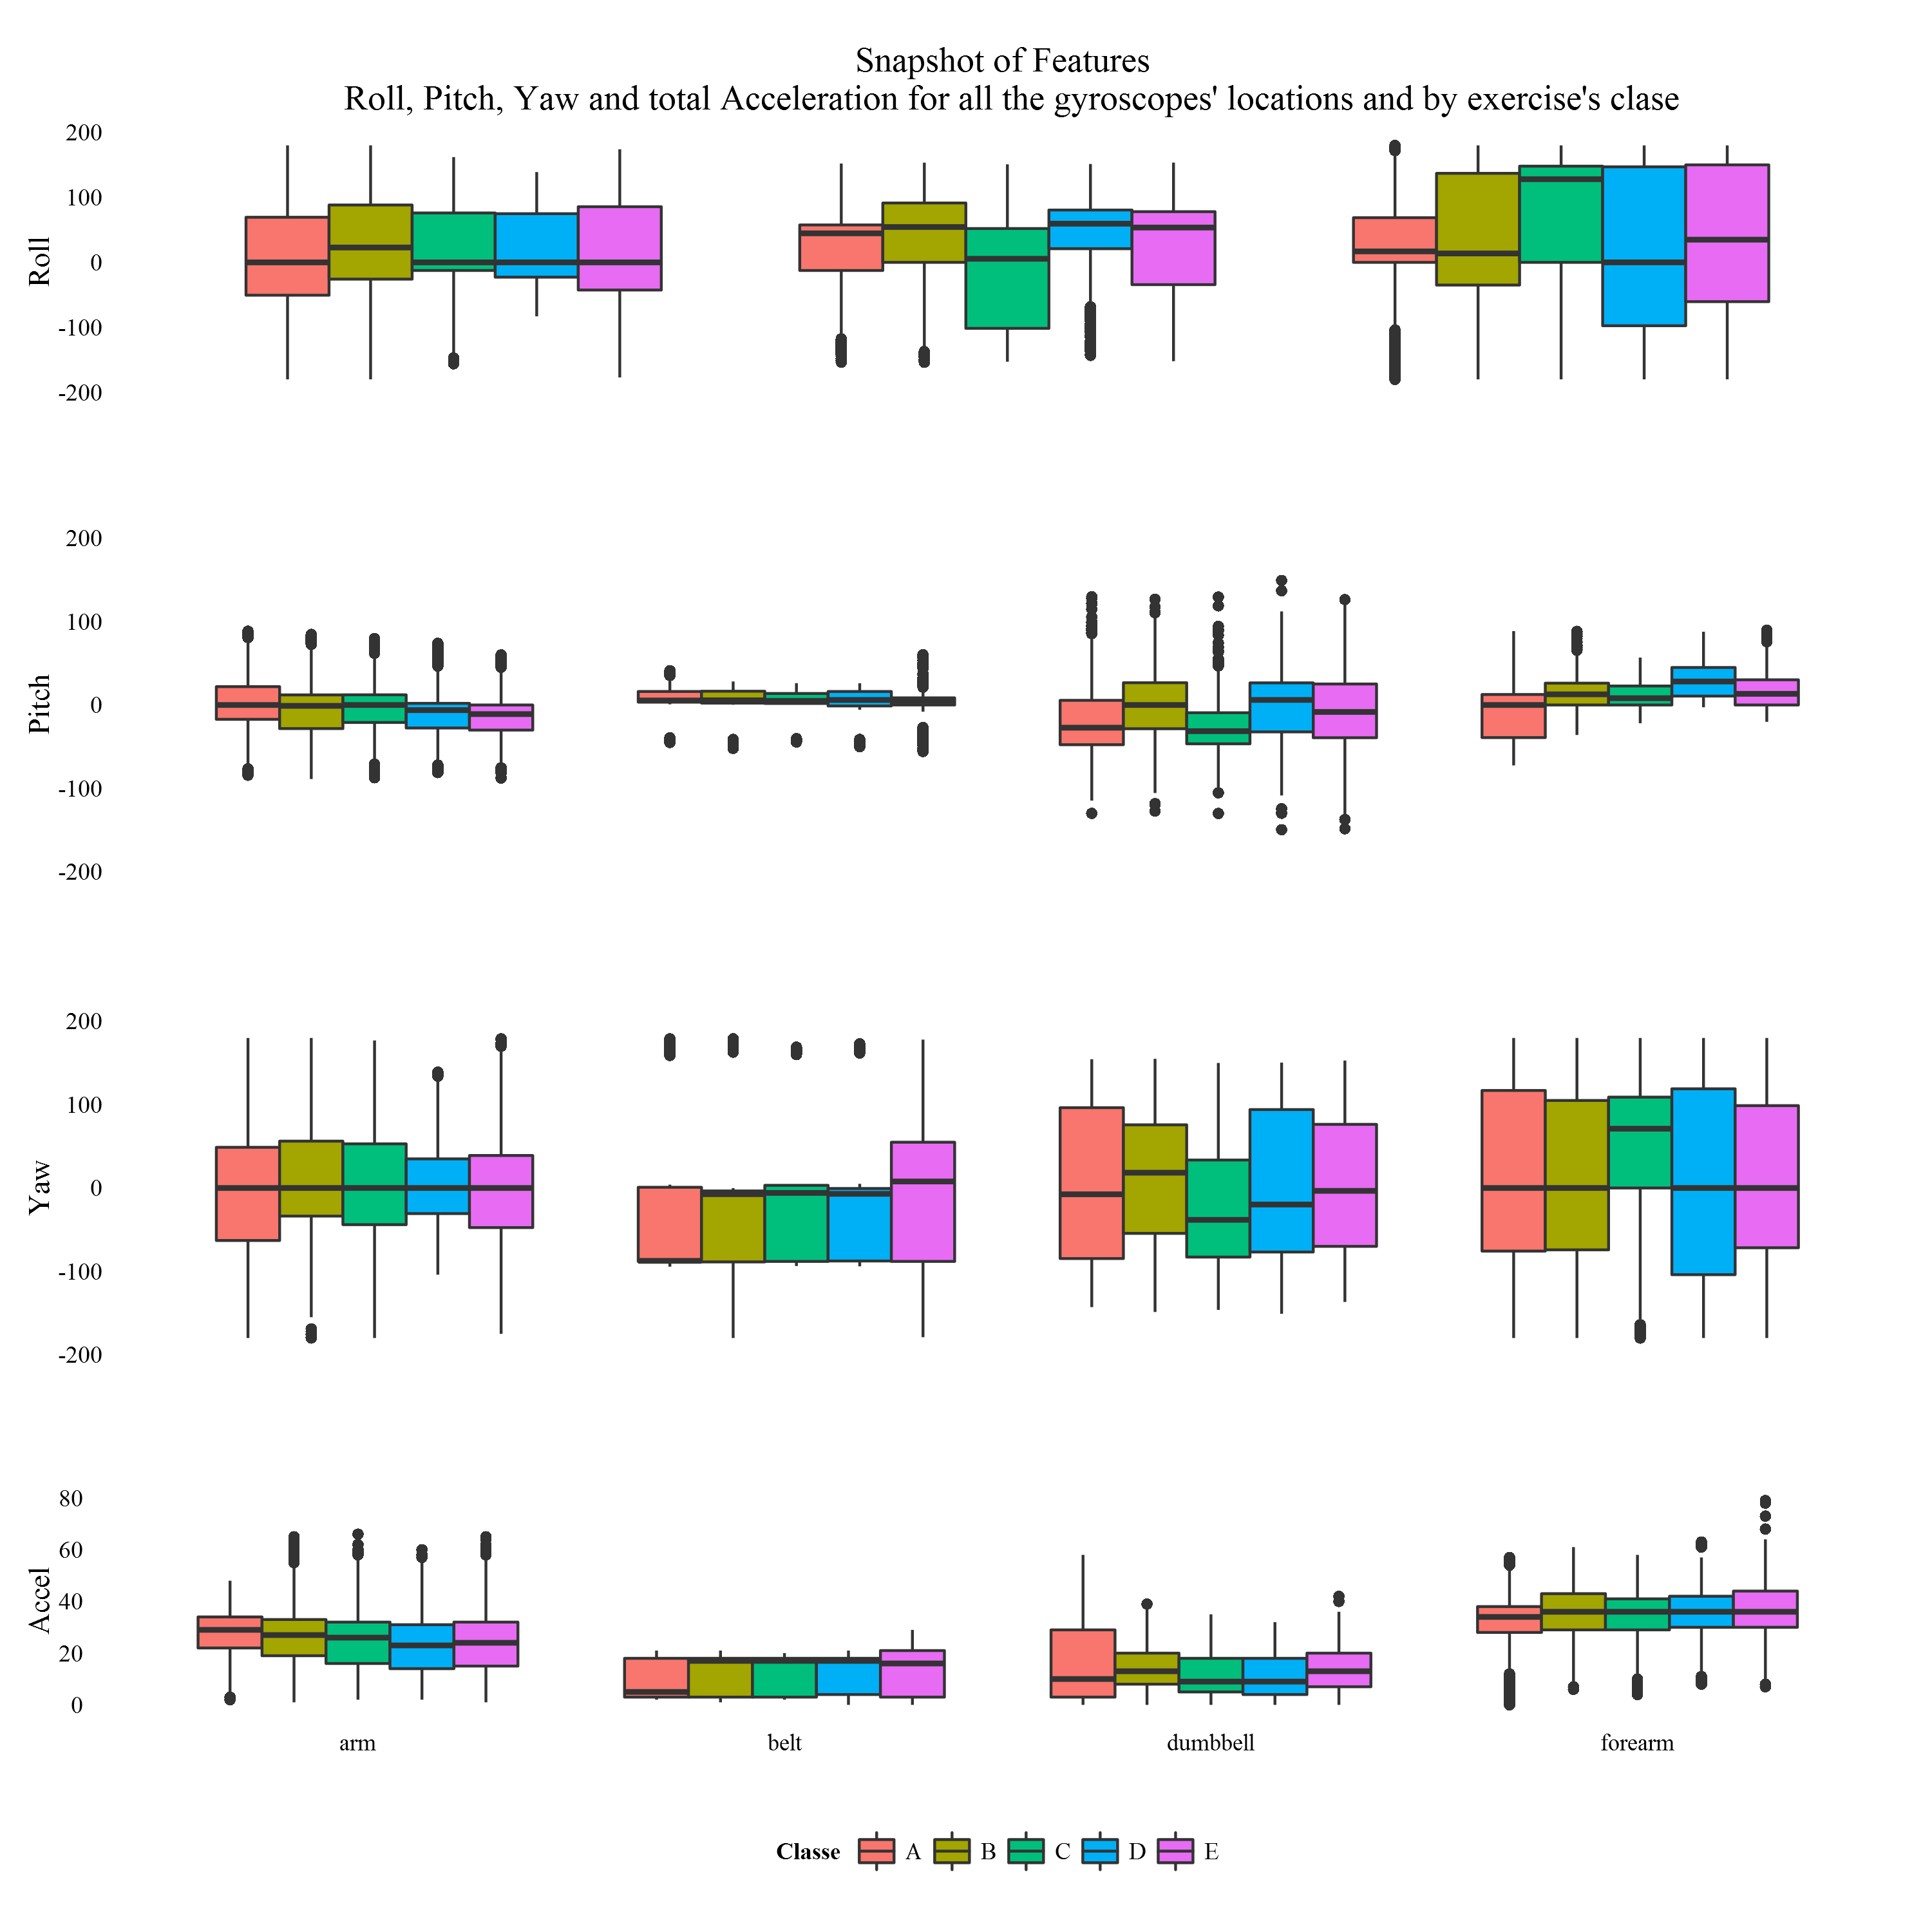 Snapshot of Features
Roll, Pitch, Yaw and total Acceleration for all the gyroscopes' locations and by exercise's clase
200
100
0
-100
-200
Roll
200
100
0
-100
-200
Pitch
200
100
0
-100
-200
Yaw
80
60
40
20
0
Accel
arm belt dumbbell forearm
Classe A B C D E